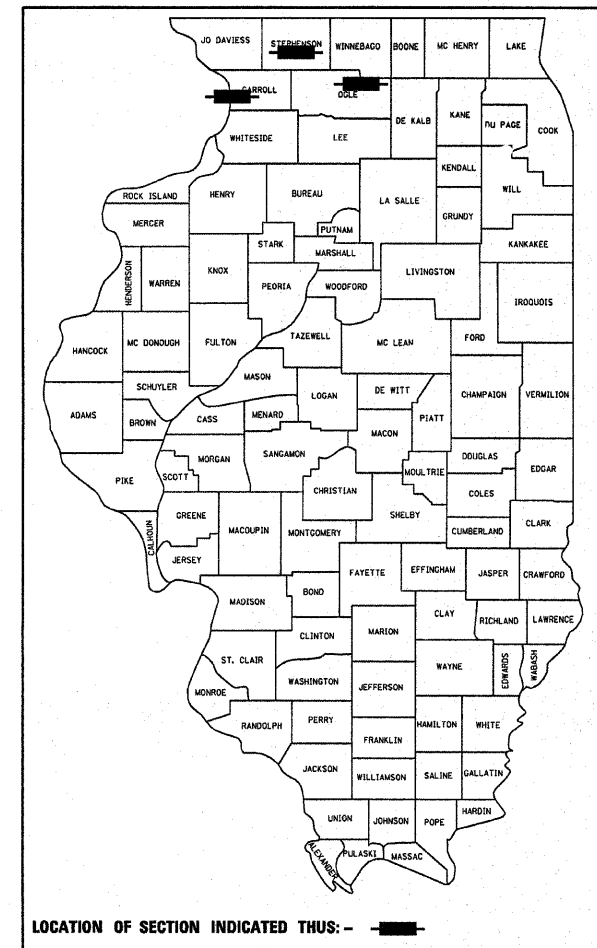 JO DAVIESS
STEPHENSON
WINNEBAGO
BOONE
MC HENRY
LAKE
CARROLL
OGLE
DE KALB
KANE
DU PAGE
COOK
WHITESIDE
LEE
KENDALL
WILL
ROCK ISLAND
HENRY
BUREAU
LA SALLE
GRUNDY
MERCER
PUTNAM
STARK
MARSHALL
KANKAKEE
HENDERSON
WARREN
KNOX
PEORIA
WOODFORD
LIVINGSTON
IROQUOIS
HANCOCK
MC DONOUGH
FULTON
TAZEWELL
MC LEAN
FORD
MASON
SCHUYLER
LOGAN
DE WITT
CHAMPAIGN
VERMILION
ADAMS
BROWN
CASS
MENARD
MACON
PIATT
MORGAN
SANGAMON
DOUGLAS
EDGAR
PIKE
SCOTT
CHRISTIAN
MOULTRIE
COLES
GREENE
MACOUPIN
MONTGOMERY
SHELBY
CUMBERLAND
CLARK
CALHOUN
JERSEY
FAYETTE
EFFINGHAM
JASPER
CRAWFORD
MADISON
BOND
CLAY
RICHLAND
LAWRENCE
CLINTON
MARION
ST. CLAIR
WAYNE
EDWARDS
WABASH
WASHINGTON
JEFFERSON
MONROE
RANDOLPH
PERRY
HAMILTON
WHITE
FRANKLIN
JACKSON
WILLIAMSON
SALINE
GALLATIN
UNION
JOHNSON
POPE
HARDIN
ALEXANDER
PULASKI
MASSAC
LOCATION OF SECTION INDICATED THUS: -